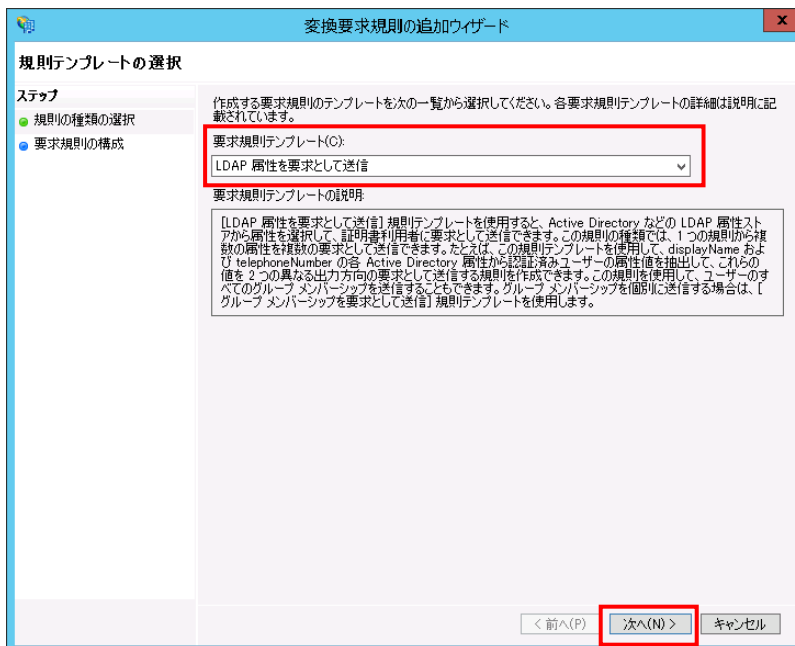 変換要求規則の追加ウィザード
x
規則テンプレートの選択
ステップ
規則の種類の選択
要求規則の構成
作成する要求規則のテンプレートを次の一覧から選択してください。各要求規則テンプレートの詳細は説明に記
載されています。
要求規則テンプレート(C):
LDAP 属性を要求として送信
要求規則テンプレートの説明:
[LDAP 属性を要求として送信] 規則テンプレートを使用すると、Active Directory などの LDAP 属性スト
アから属性を選択して、証明書利用者に要求として送信できます。この規則の種類では、1 つの規則から複
数の属性を複数の要求として送信できます。たとえば、この規則テンプレートを使用して、displayName およ
び telephoneNumber の各 Active Directory 属性から認証済みユーザーの属性値を抽出して、これらの
値を 2 つの異なる出力方向の要求として送信する規則を作成できます。この規則を使用して、ユーザーのす
べてのグループ メンバーシップを送信することもできます。グループ メンバーシップを個別に送信する場合は、[
グループ メンバーシップを要求として送信] 規則テンプレートを使用します。
< 前へ(P)
次へ(N) >
キャンセル